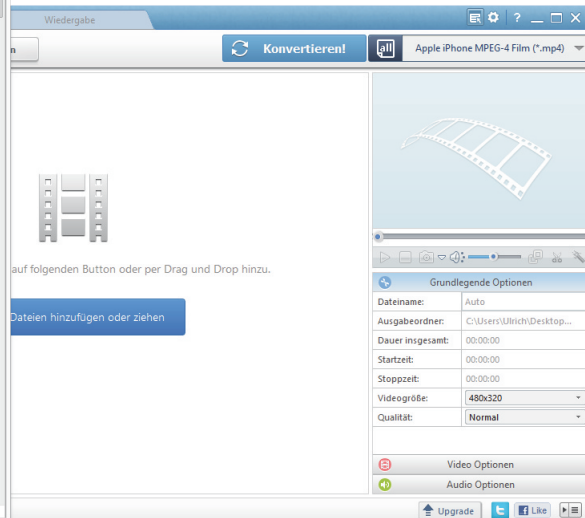 Wiedergabe
?
n
Konvertieren!
all
Apple iPhone MPEG-4 Film (*.mp4)
auf folgenden Button oder per Drag und Drop hinzu.
Dateien hinzufügen oder ziehen
Grundlegende Optionen
Dateiname: Auto
Ausgabeordner: C:\Users\Ulrich\Desktop...
Dauer insgesamt: 00:00:00
Startzeit: 00:00:00
Stoppzeit: 00:00:00
Videogröße: 480x320
Qualität: Normal
Video Optionen
Audio Optionen
Upgrade
Like